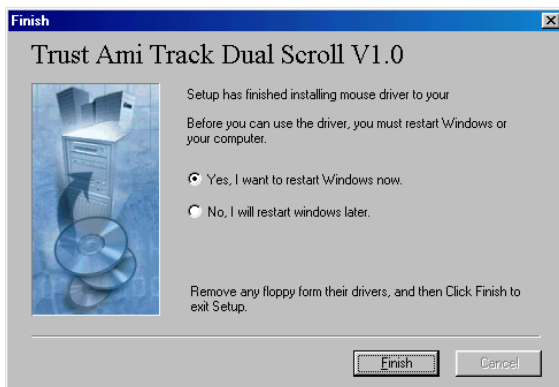 Finish
Trust Ami Track Dual Scroll V1.0
Setup has finished installing mouse driver to your
Before you can use the driver, you must restart Windows or
your computer.
Yes, I want to restart Windows now.
No, I will restart windows later.
Remove any floppy form their drivers, and then Click Finish to
exit Setup.
Finish
Cancel